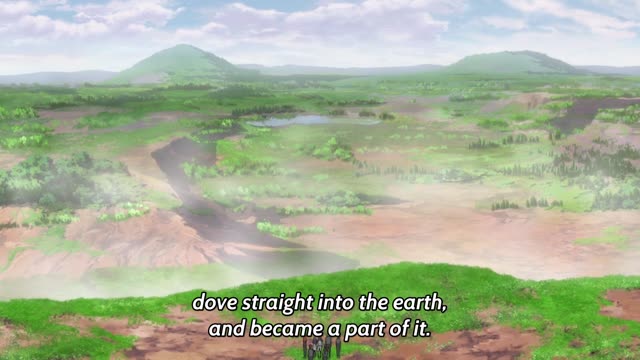 dove straight into the earth,
and became a part of it.